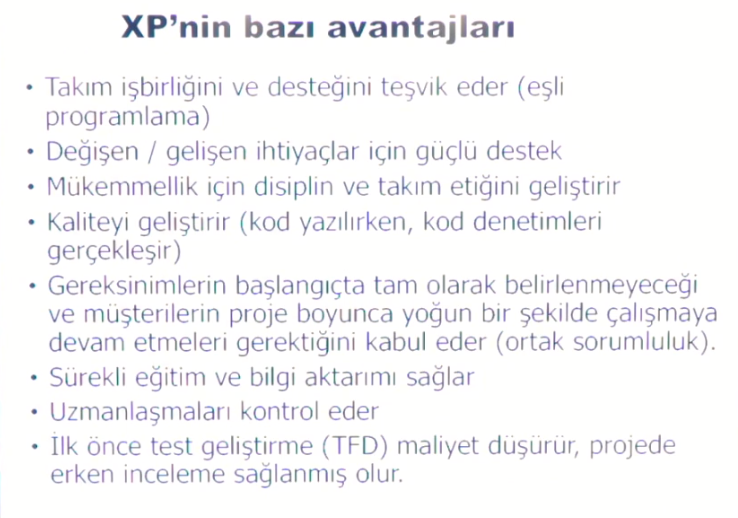 XP’nin bazı avantajları
• Takım işbirliğini ve desteğini teşvik eder (eşli
programlama)
• Değişen / gelişen ihtiyaçlar için güçlü destek
• Mükemmellik için disiplin ve takım etiğini geliştirir
• Kaliteyi geliştirir (kod yazılırken, kod denetimleri
gerçekleşir)
• Gereksinimlerin başlangıçta tam olarak belirlenmeyeceği
ve müşterilerin proje boyunca yoğun bir şekilde çalışmaya
devam etmeleri gerektiğini kabul eder (ortak sorumluluk).
• Sürekli eğitim ve bilgi aktarımı sağlar
• Uzmanlaşmaları kontrol eder
• İlk önce test geliştirme (TFD) maliyet düşürür, projede
erken inceleme sağlanmış olur.